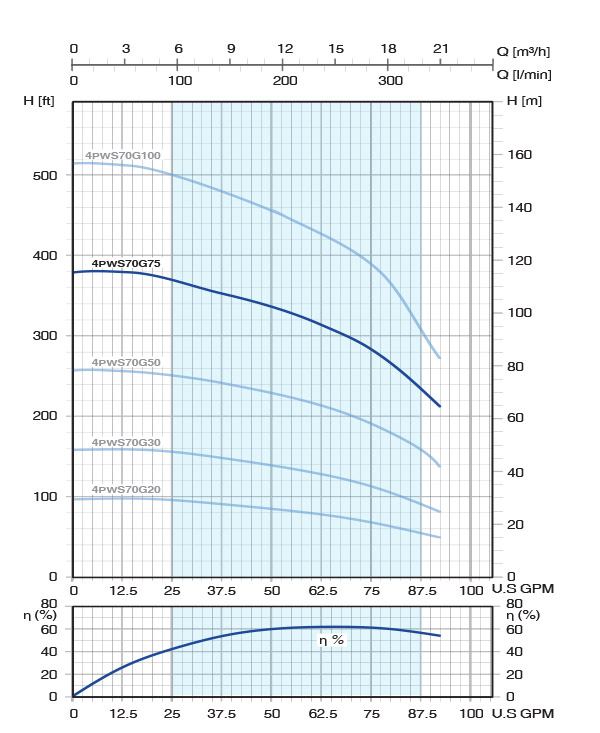 0 3 6 9 12 15 18 21 Q [m³/h]
0 100 200 300 Q [l/min]
H [ft] H [m]
160
4PWS70G100
500
140
4PWS70G75
400
120
100
300
80
4PWS70G50
200
60
4PWS70G30
40
4PWS70G20
100
20
0 0
0 12.5 25 37.5 50 62.5 75 87.5 100 U.S GPM
80 80
η (%) η (%)
60 60
η %
40 40
20 20
0 0
0 12.5 25 37.5 50 62.5 75 87.5 100 U.S GPM